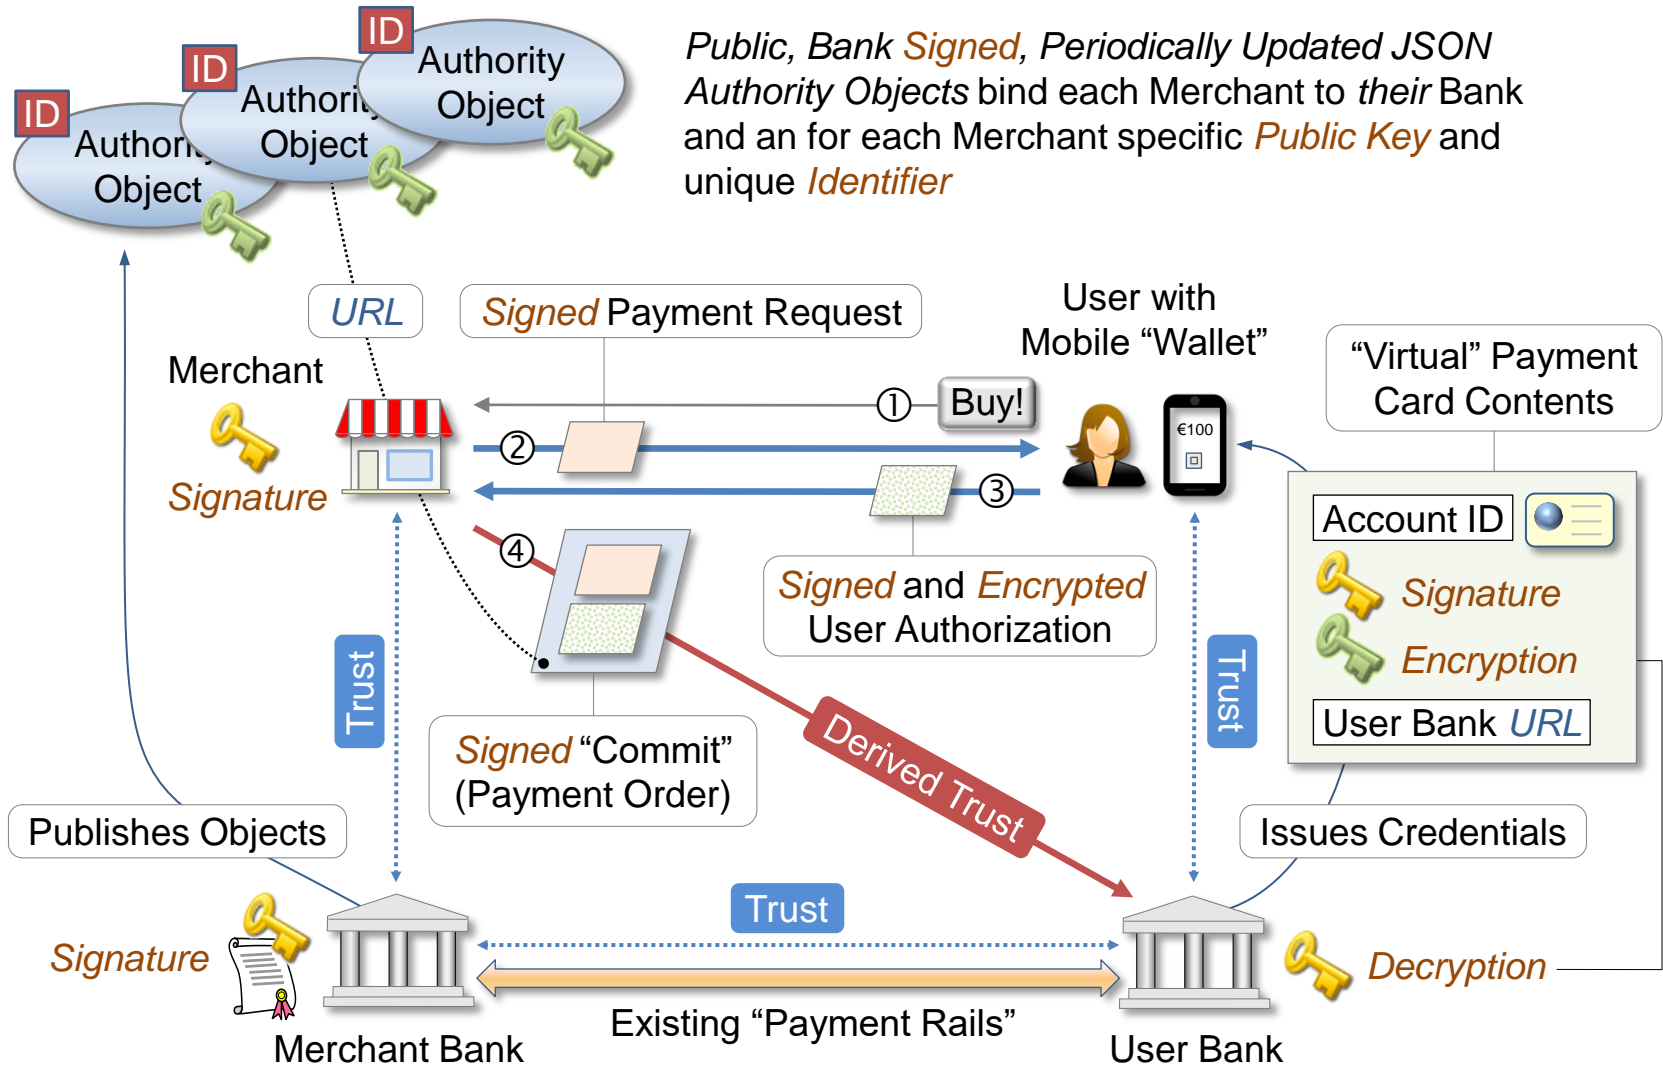 ID
Authority
Object
ID
Authority
Object
ID
Authority
Object
Public, Bank Signed, Periodically Updated JSON
Authority Objects bind each Merchant to their Bank
and an for each Merchant specific Public Key and
unique Identifier
URL
Signed Payment Request
User with
Mobile “Wallet”
“Virtual” Payment
Card Contents
Merchant
Signature
① Buy!
②
③
④
€100
Account ID
Signature
Encryption
User Bank URL
Signed and Encrypted
User Authorization
Trust
Trust
Derived Trust
Signed “Commit”
(Payment Order)
Publishes Objects
Issues Credentials
Trust
Signature
Decryption
Existing “Payment Rails”
Merchant Bank
User Bank